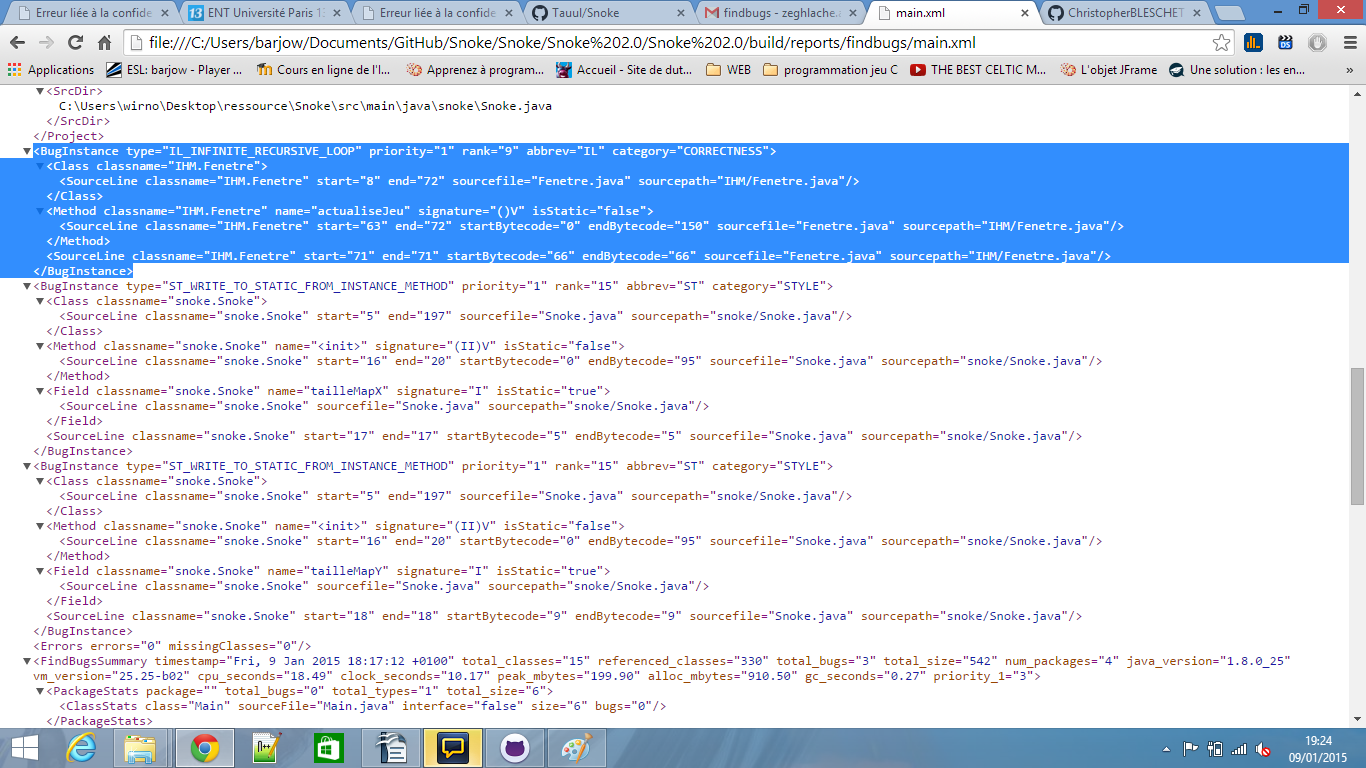 Erreur liée à la confide
ENT Université Paris 13
Erreur liée à la confide
Tauul/Snoke
findbugs - zeghlache.a
main.xml
ChristopherBLESCHET
file:///C:/Users/barjow/Documents/GitHub/Snoke/Snoke/Snoke%202.0/Snoke%202.0/build/reports/findbugs/main.xml
Applications
ESL: barjow - Player ...
Cours en ligne de l'I...
Apprenez à program...
Accueil - Site de dut...
WEB
programmation jeu C
THE BEST CELTIC M...
L'objet JFrame
Une solution : les en...
»
▼<SrcDir>
C:\Users\wirno\Desktop\ressource\Snoke\src\main\java\snoke\Snoke.java
</SrcDir>
</Project>
▼<BugInstance type="IL_INFINITE_RECURSIVE_LOOP" priority="1" rank="9" abbrev="IL" category="CORRECTNESS">
▼<Class classname="IHM.Fenetre">
<SourceLine classname="IHM.Fenetre" start="8" end="72" sourcefile="Fenetre.java" sourcepath="IHM/Fenetre.java"/>
</Class>
▼<Method classname="IHM.Fenetre" name="actualiseJeu" signature="()V" isStatic="false">
<SourceLine classname="IHM.Fenetre" start="63" end="72" startBytecode="0" endBytecode="150" sourcefile="Fenetre.java" sourcepath="IHM/Fenetre.java"/>
</Method>
<SourceLine classname="IHM.Fenetre" start="71" end="71" startBytecode="66" endBytecode="66" sourcefile="Fenetre.java" sourcepath="IHM/Fenetre.java"/>
</BugInstance>
▼<BugInstance type="ST_WRITE_TO_STATIC_FROM_INSTANCE_METHOD" priority="1" rank="15" abbrev="ST" category="STYLE">
▼<Class classname="snoke.Snoke">
<SourceLine classname="snoke.Snoke" start="5" end="197" sourcefile="Snoke.java" sourcepath="snoke/Snoke.java"/>
</Class>
▼<Method classname="snoke.Snoke" name="<init>" signature="(II)V" isStatic="false">
<SourceLine classname="snoke.Snoke" start="16" end="20" startBytecode="0" endBytecode="95" sourcefile="Snoke.java" sourcepath="snoke/Snoke.java"/>
</Method>
▼<Field classname="snoke.Snoke" name="tailleMapX" signature="I" isStatic="true">
<SourceLine classname="snoke.Snoke" sourcefile="Snoke.java" sourcepath="snoke/Snoke.java"/>
</Field>
<SourceLine classname="snoke.Snoke" start="17" end="17" startBytecode="5" endBytecode="5" sourcefile="Snoke.java" sourcepath="snoke/Snoke.java"/>
</BugInstance>
▼<BugInstance type="ST_WRITE_TO_STATIC_FROM_INSTANCE_METHOD" priority="1" rank="15" abbrev="ST" category="STYLE">
▼<Class classname="snoke.Snoke">
<SourceLine classname="snoke.Snoke" start="5" end="197" sourcefile="Snoke.java" sourcepath="snoke/Snoke.java"/>
</Class>
▼<Method classname="snoke.Snoke" name="<init>" signature="(II)V" isStatic="false">
<SourceLine classname="snoke.Snoke" start="16" end="20" startBytecode="0" endBytecode="95" sourcefile="Snoke.java" sourcepath="snoke/Snoke.java"/>
</Method>
▼<Field classname="snoke.Snoke" name="tailleMapY" signature="I" isStatic="true">
<SourceLine classname="snoke.Snoke" sourcefile="Snoke.java" sourcepath="snoke/Snoke.java"/>
</Field>
<SourceLine classname="snoke.Snoke" start="18" end="18" startBytecode="9" endBytecode="9" sourcefile="Snoke.java" sourcepath="snoke/Snoke.java"/>
</BugInstance>
<Errors errors="0" missingClasses="0"/>
▼<FindBugsSummary timestamp="Fri, 9 Jan 2015 18:17:12 +0100" total_classes="15" referenced_classes="330" total_bugs="3" total_size="542" num_packages="4" java_version="1.8.0_25"
vm_version="25.25-b02" cpu_seconds="18.49" clock_seconds="10.17" peak_mbytes="199.90" alloc_mbytes="910.50" gc_seconds="0.27" priority_1="3">
▼<PackageStats package="" total_bugs="0" total_types="1" total_size="6">
<ClassStats class="Main" sourceFile="Main.java" interface="false" size="6" bugs="0"/>
</PackageStats>
19:24
09/01/2015